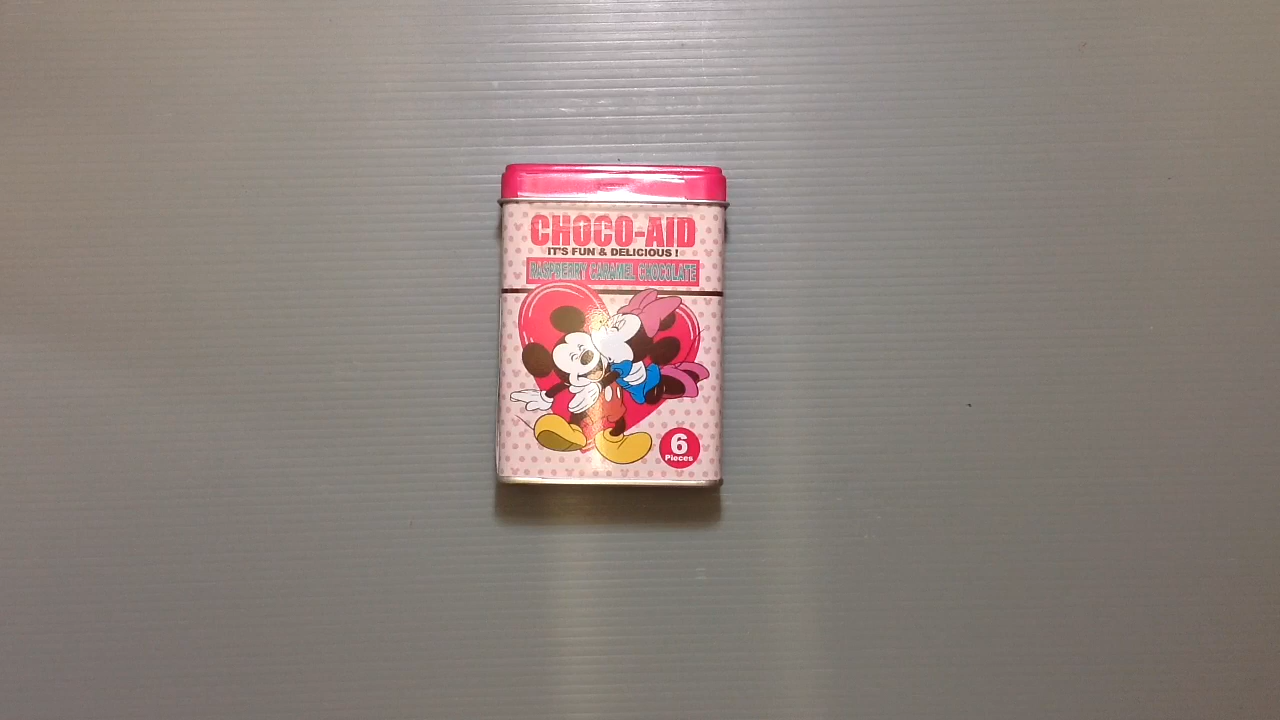 CHOCO-AID
IT'S FUN & DELICIOUS !
RASPBERRY CARAMEL CHOCOLATE
6
Pieces